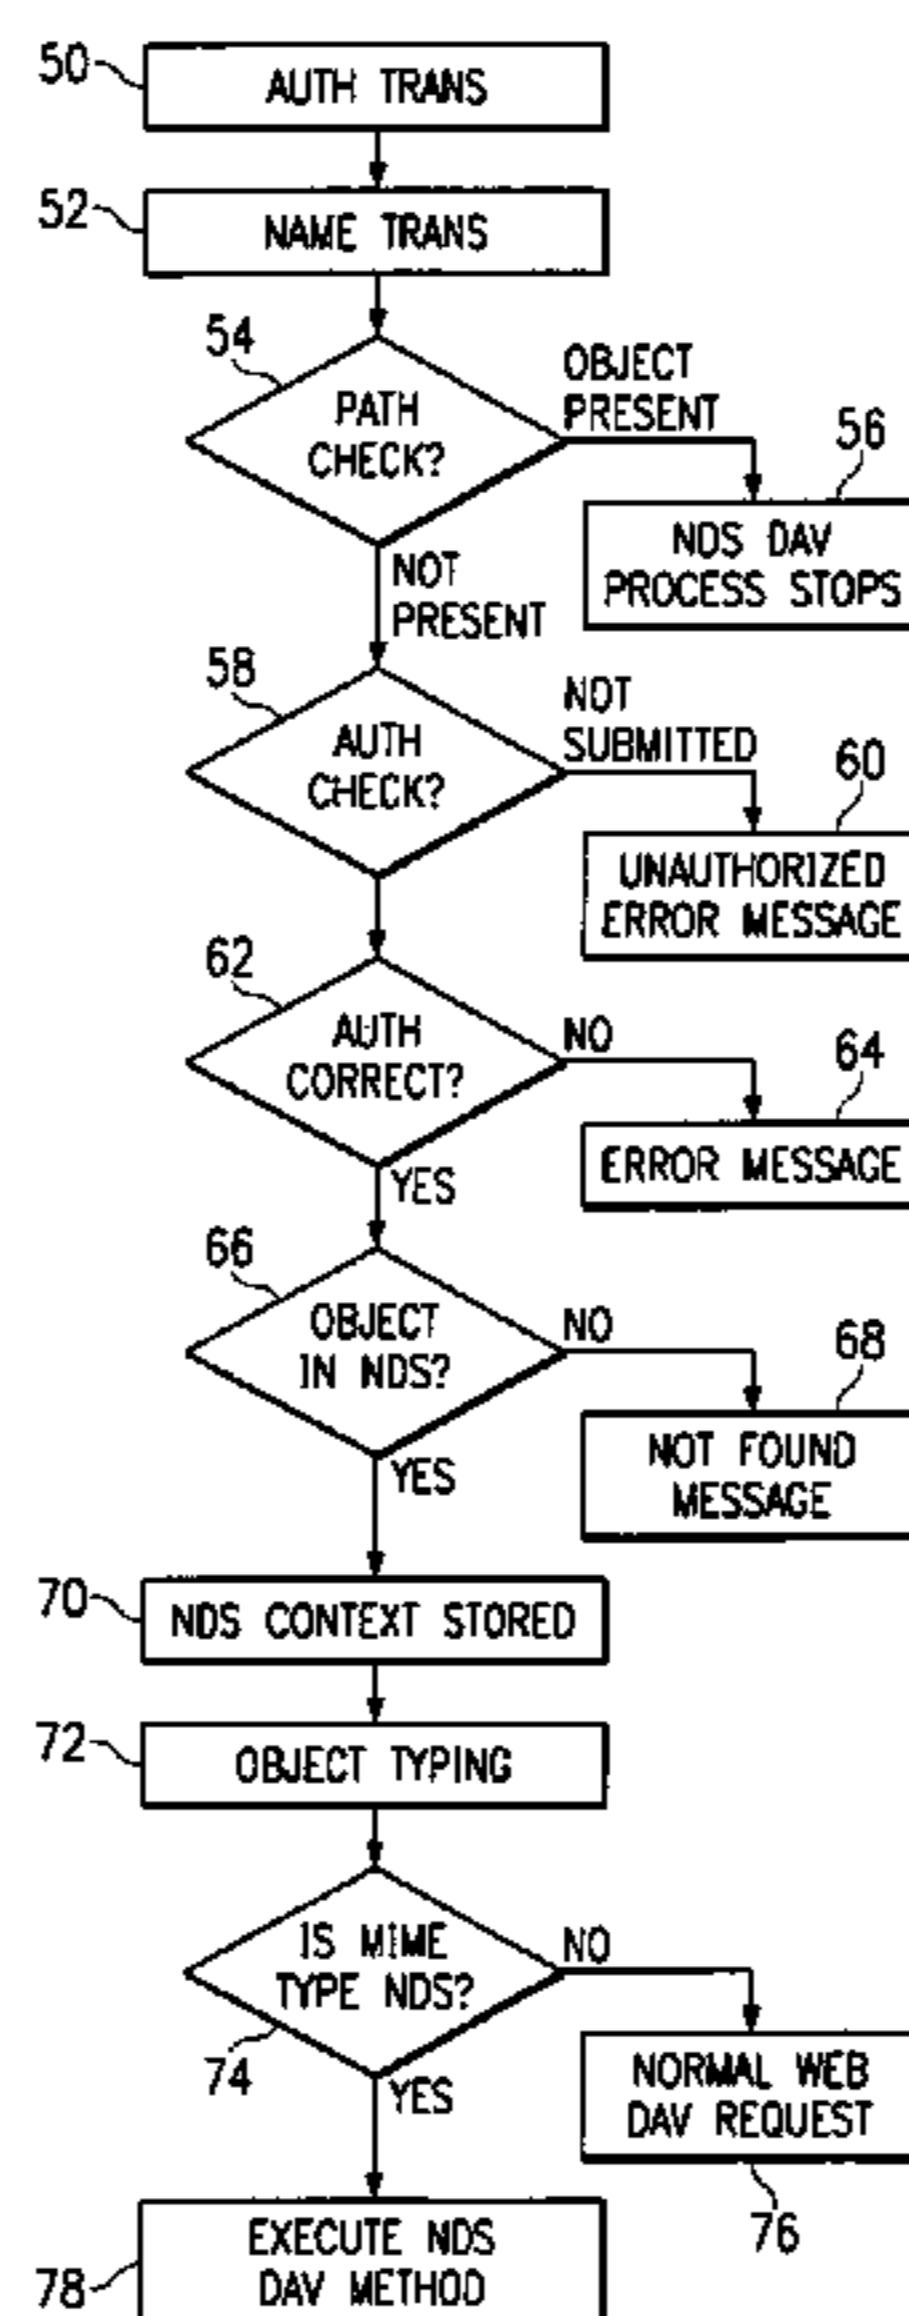 50
AUTH TRANS
52
NAME TRANS
54
PATH
CHECK?
OBJECT
PRESENT
56
NDS DAV
PROCESS STOPS
NOT
PRESENT
58
AUTH
CHECK?
NOT
SUBMITTED
60
UNAUTHORIZED
ERROR MESSAGE
62
AUTH
CORRECT?
NO
64
ERROR MESSAGE
YES
66
OBJECT
IN NDS?
NO
68
NOT FOUND
MESSAGE
YES
70
NDS CONTEXT STORED
72
OBJECT TYPING
IS MIME
TYPE NDS?
NO
74
YES
NORMAL WEB
DAV REQUEST
76
78
EXECUTE NDS
DAV METHOD